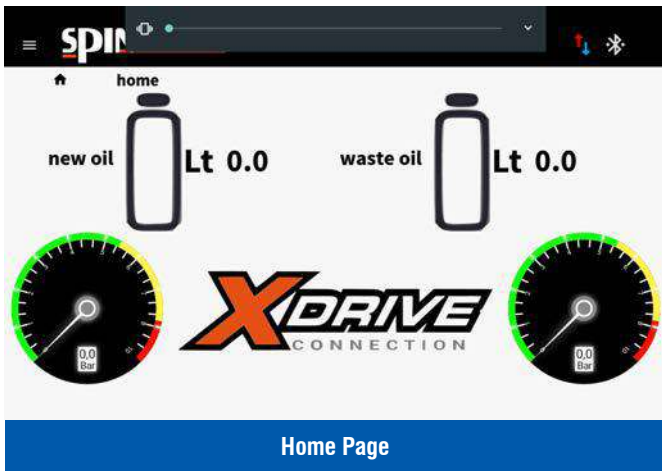 SPIN
home
new oil Lt 0.0
waste oil Lt 0.0
0,0
Bar
XDRIVE
CONNECTION
0,0
Bar
Home Page